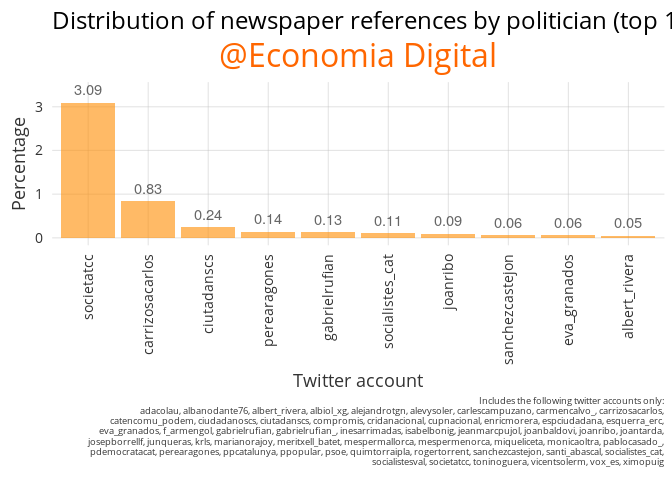 Distribution of newspaper references by politician (top 1
@Economia Digital
3.09
0.83
0.24
0.14
0.13
0.11
0.09
0.06
0.06
0.05
Percentage
3
2
1
0
societatcc
carrizosacarlos
ciutadanscs
perearagones
gabrielrufian
socialistes_cat
joanribo
sanchezcastejon
eva_granados
albert_rivera
Twitter account
Includes the following twitter accounts only:
adacolau, albanodante76, albert_rivera, albiol_xg, alejandrotgn, alevysoler, carlescampuzano, carmencalvo_, carrizosacarlos,
catencomu_podem, ciudadanoscs, ciutadanscs, compromis, cridanacional, cupnacional, enricmorera, espciudadana, esquerra_erc,
eva_granados, f_armengol, gabrielrufian, gabrielrufian_, inesarrimadas, isabelbonig, jeanmarcpujol, joanbaldovi, joanribo, joantarda,
josepborrellf, junqueras, krls, marianorajoy, meritxell_batet, mespermallorca, mespermenorca, miqueliceta, monicaoltra, pablocasado_,
pdemocratacat, perearagones, ppcatalunya, ppopular, psoe, quimtorraipla, rogertorrent, sanchezcastejon, santi_abascal, socialistes_cat,
socialistesval, societatcc, toninoguera, vicentsolerm, vox_es, ximopuig